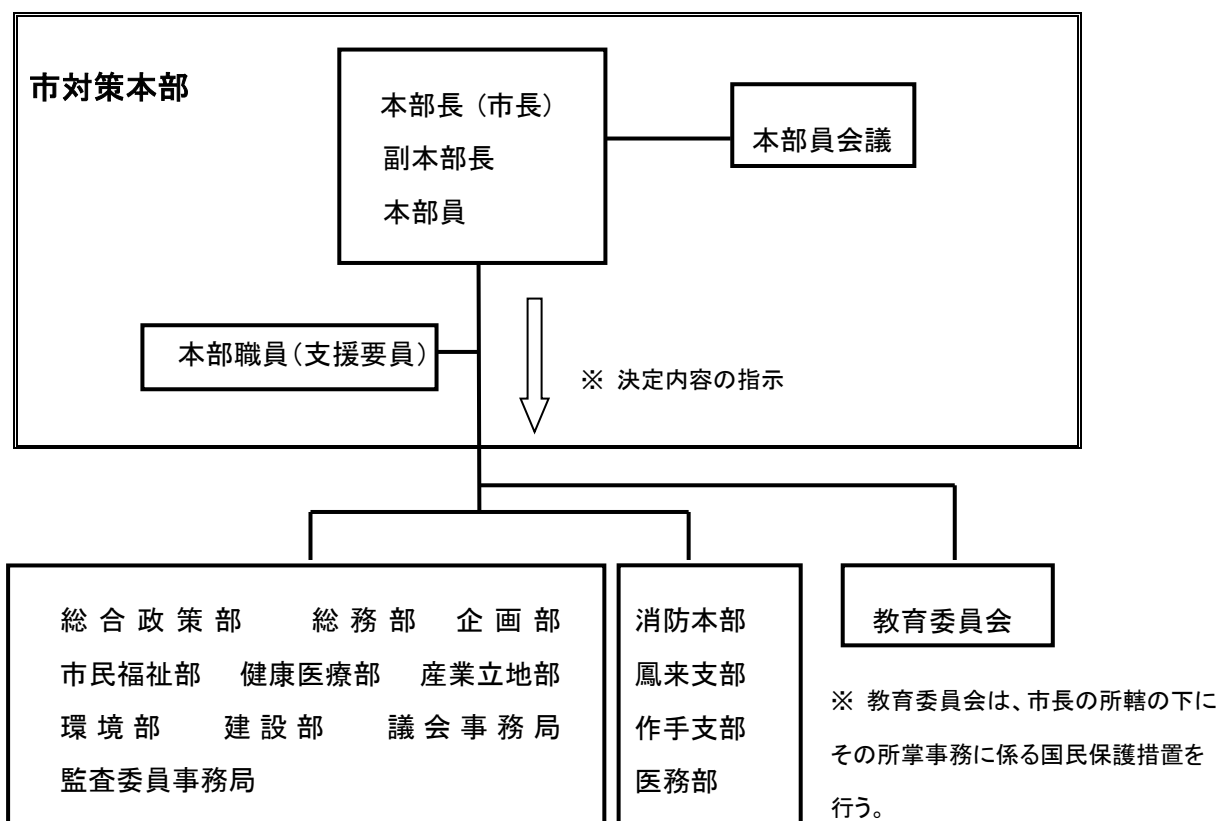 市対策本部
本部長（市長）
副本部長
本部員
本部員会議
本部職員（支援要員）
※ 決定内容の指示
総合政策部 総務部 企画部
市民福祉部 健康医療部 産業立地部
環境部 建設部 議会事務局
監査委員事務局
消防本部
鳳来支部
作手支部
医務部
教育委員会
※ 教育委員会は、市長の所轄の下に
その所掌事務に係る国民保護措置を
行う。